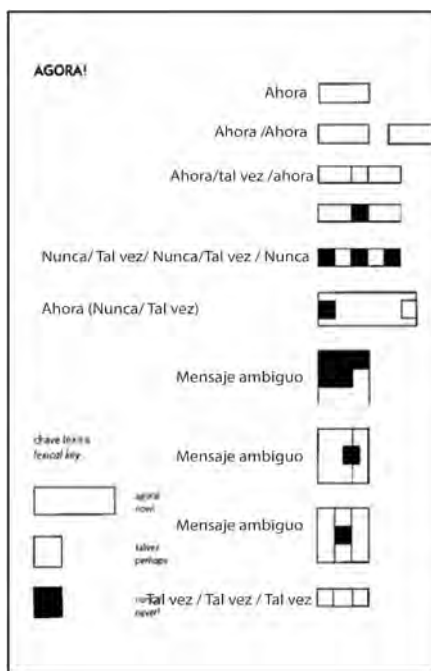 AGORA!
Ahora
Ahora /Ahora
Ahora/tal vez /ahora
Nunca/ Tal vez/ Nunca/Tal vez / Nunca
Ahora (Nunca/ Tal vez)
Mensaje ambiguo
chave léxica
lexical key
Mensaje ambiguo
agora!
now!
Mensaje ambiguo
talvez
perhaps
never!
Tal vez / Tal vez / Tal vez